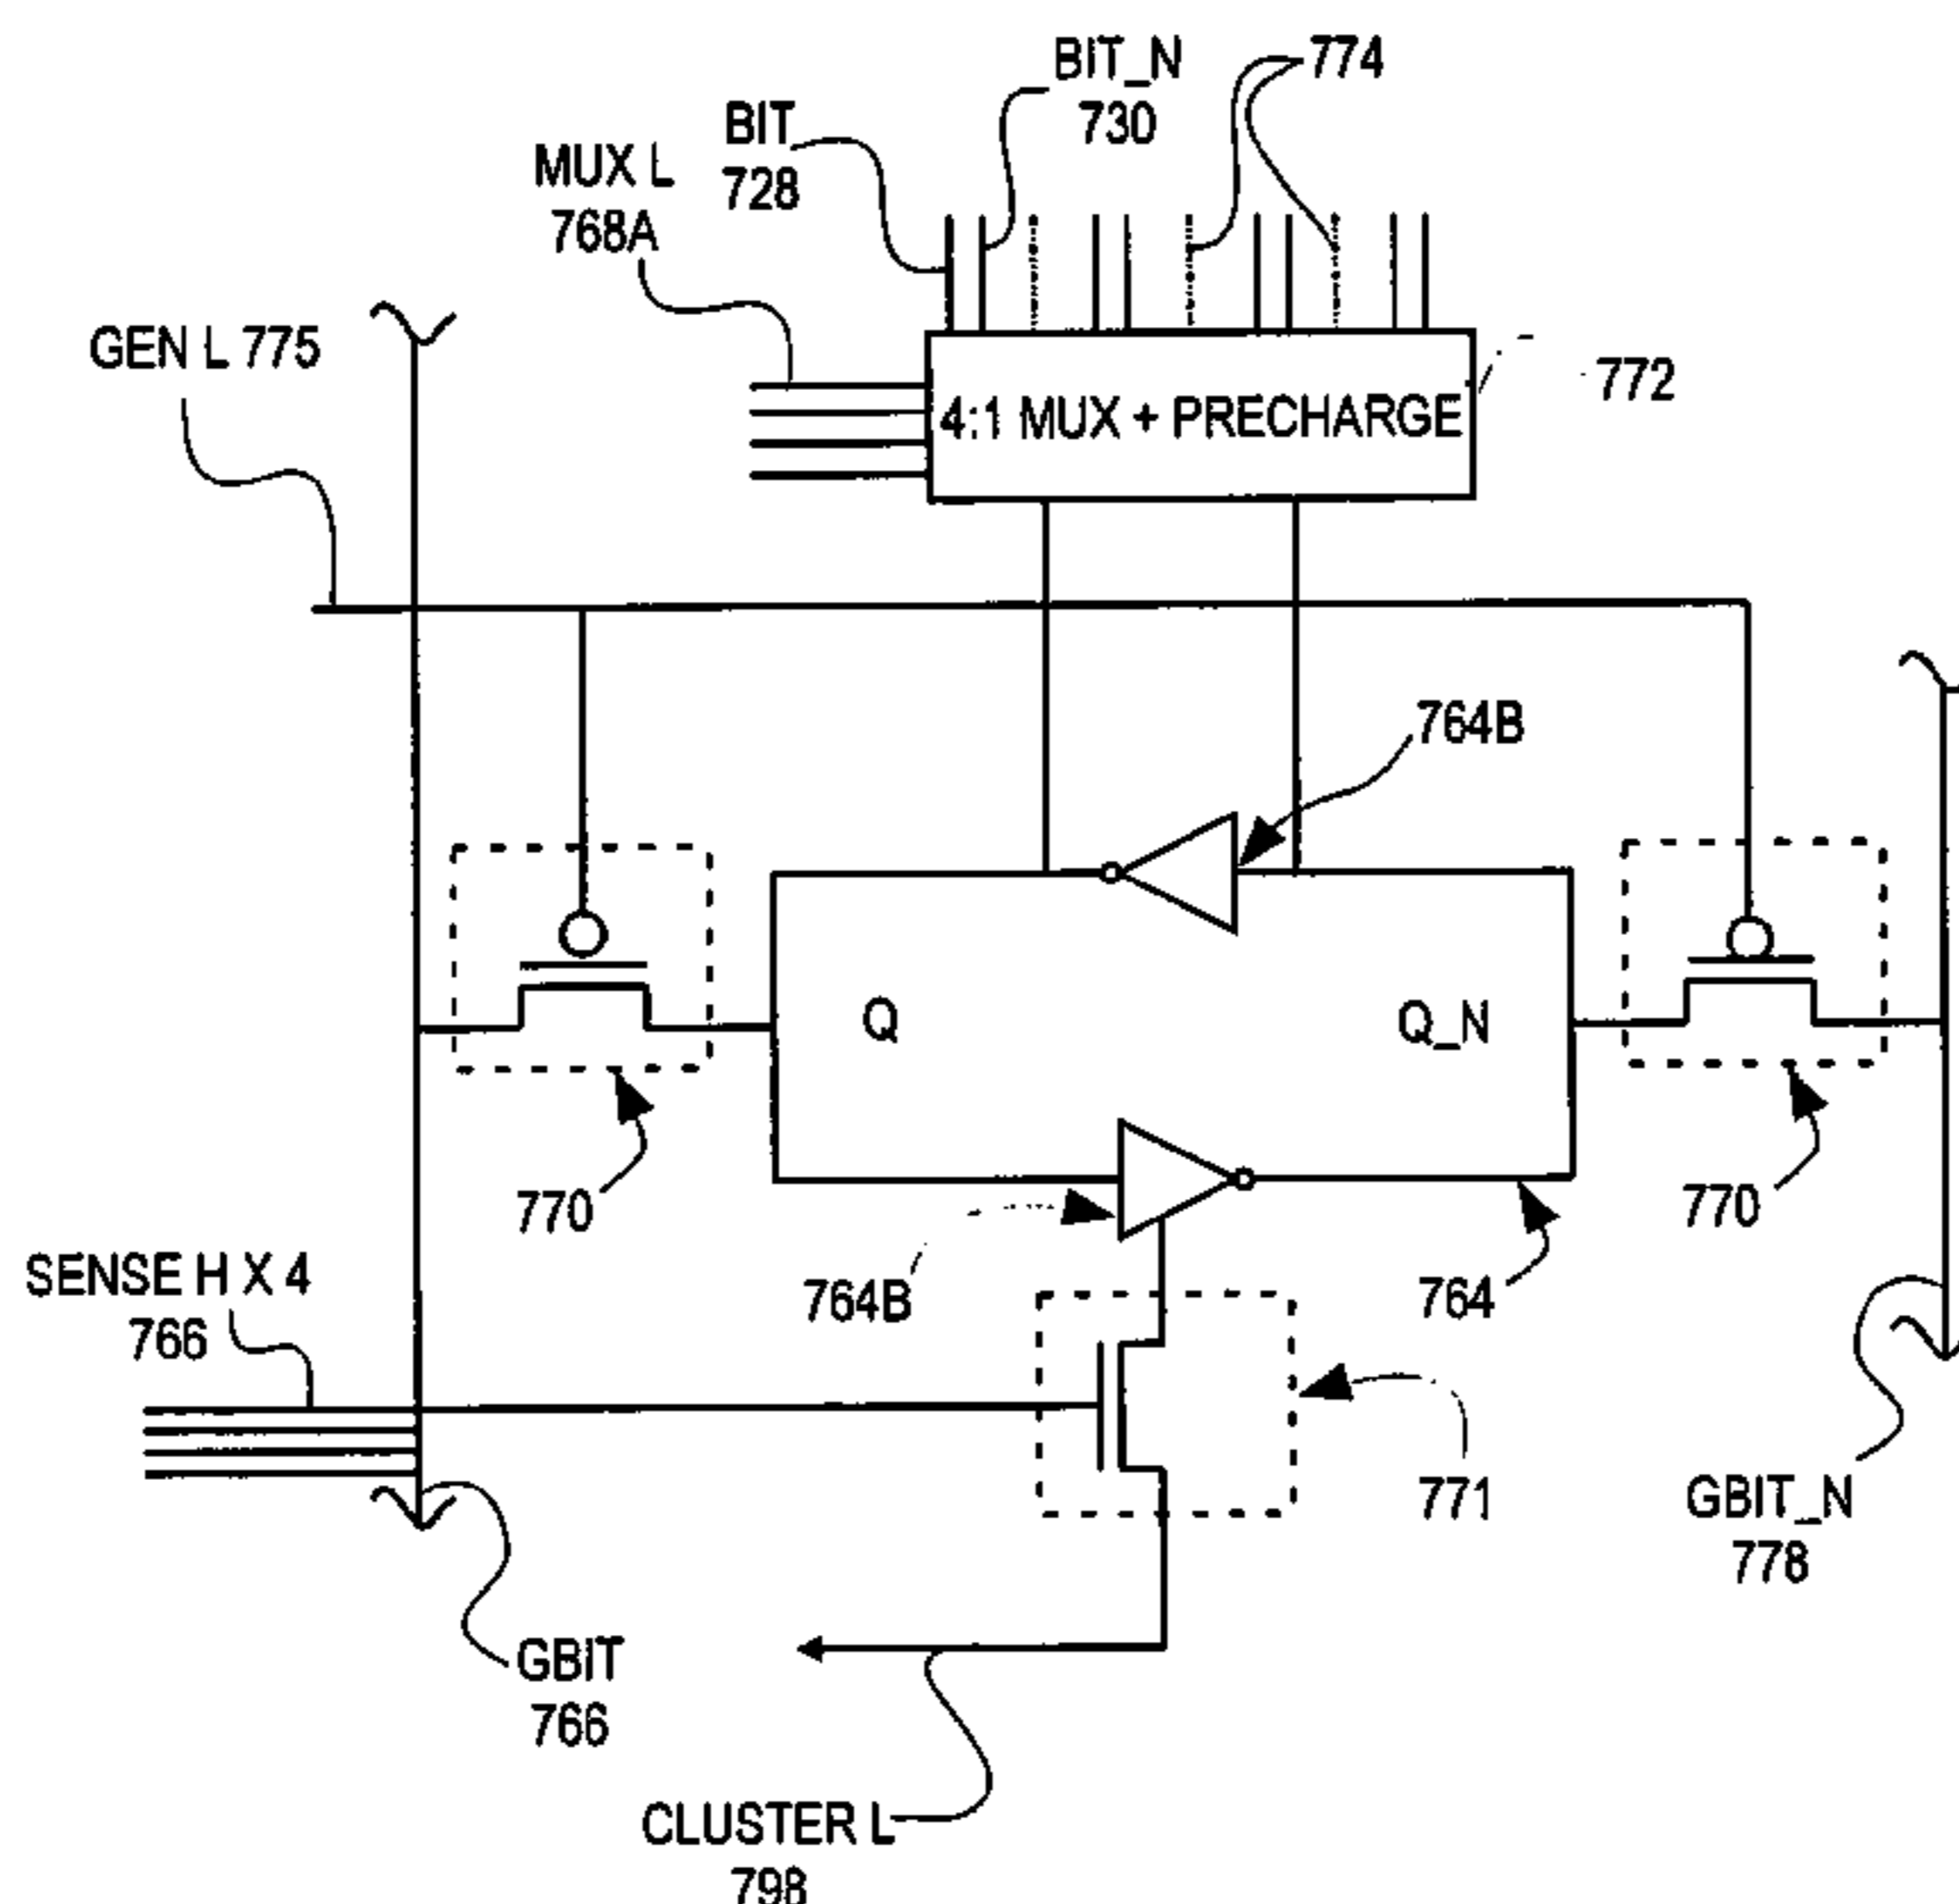 BIT_N
730
774
BIT
728
MUX L
768A
GEN L 775
772
4:1 MUX + PRECHARGE
764B
Q
Q_N
770
770
SENSE H X 4
766
764B
764
771
GBIT_N
778
GBIT
766
CLUSTER L
798